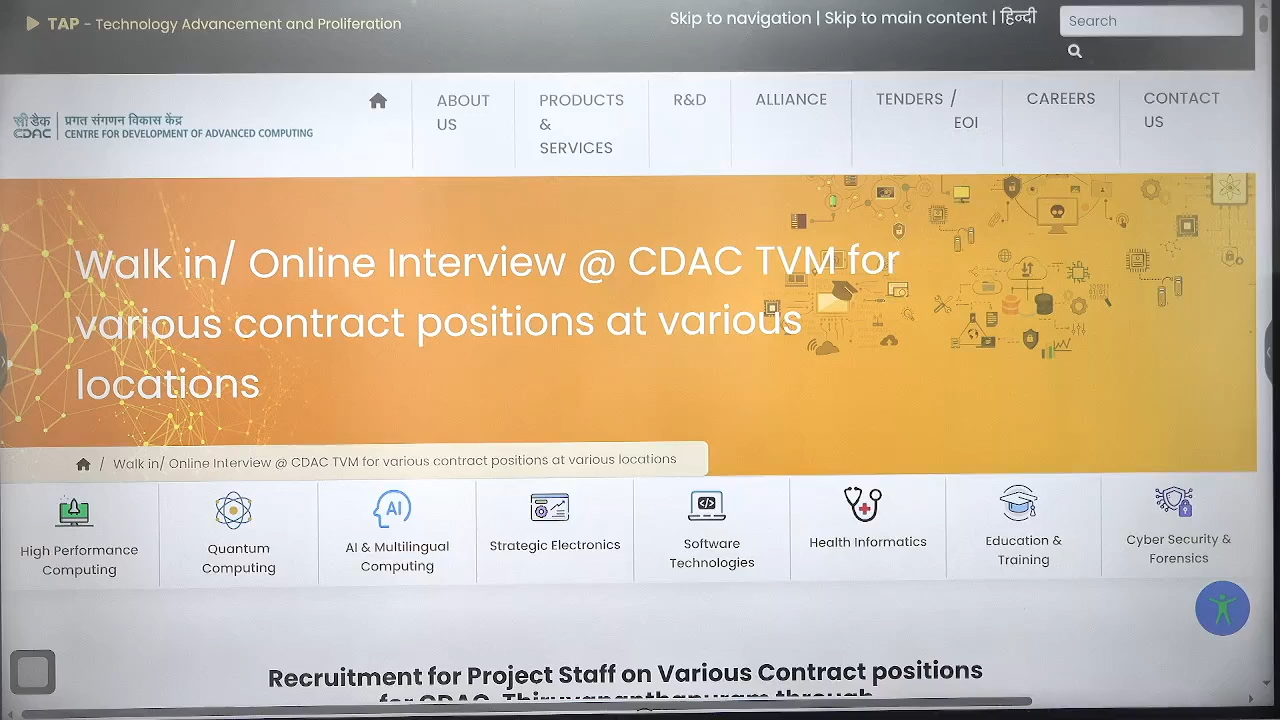 TAP - Technology Advancement and Proliferation
Skip to navigation | Skip to main content | हिन्दी
Search
सी डैक
CDAC
प्रगत संगणन विकास केंद्र
CENTRE FOR DEVELOPMENT OF ADVANCED COMPUTING
ABOUT
US
PRODUCTS
&
SERVICES
R&D
ALLIANCE
TENDERS /
EOI
CAREERS
CONTACT
US
Walk in/ Online Interview @ CDAC TVM for
various contract positions at various
locations
/ Walk in/ Online Interview @ CDAC TVM for various contract positions at various locations
High Performance
Computing
Quantum
Computing
AI
AI & Multilingual
Computing
Strategic Electronics
Software
Technologies
Health Informatics
Education &
Training
Cyber Security &
Forensics
Recruitment for Project Staff on Various Contract positions
for CDAC, Thiruvananthapuram through